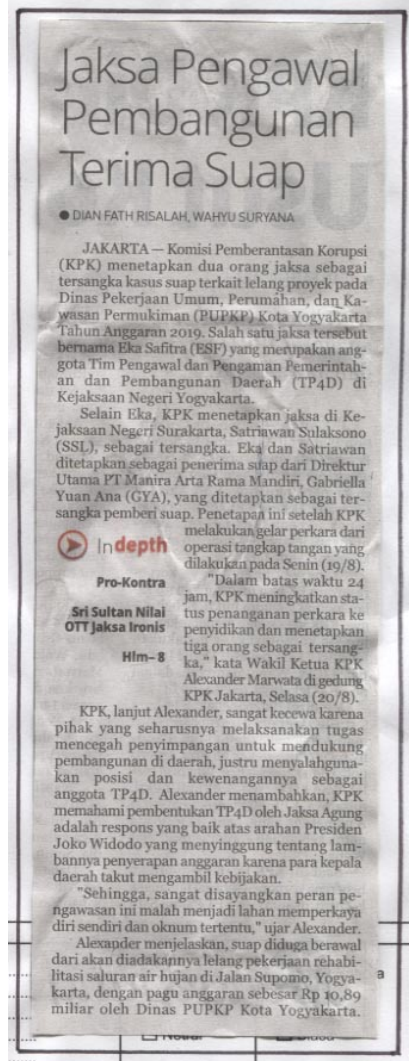 Jaksa Pengawal
Pembangunan
Terima Suap
● DIAN FATH RISALAH, WAHYU SURYANA
JAKARTA — Komisi Pemberantasan Korupsi
(KPK) menetapkan dua orang jaksa sebagai
tersangka kasus suap terkait lelang proyek pada
Dinas Pekerjaan Umum, Perumahan, dan Ka-
wasan Permukiman (PUPKP) Kota Yogyakarta
Tahun Anggaran 2019. Salah satu jaksa tersebut
bernama Eka Safitra (ESF) yang merupakan ang-
gota Tim Pengawal dan Pengaman Pemerintah-
an dan Pembangunan Daerah (TP4D) di
Kejaksaan Negeri Yogyakarta.
Selain Eka, KPK menetapkan jaksa di Ke-
jaksaan Negeri Surakarta, Satriawan Sulaksono
(SSL), sebagai tersangka. Eka dan Satriawan
ditetapkan sebagai penerima suap dari Direktur
Utama PT Manira Arta Rama Mandiri, Gabriella
Yuan Ana (GYA), yang ditetapkan sebagai ter-
sangka pemberi suap. Penetapan ini setelah KPK
melakukan gelar perkara dari
operasi tangkap tangan yang
dilakukan pada Senin (19/8).
"Dalam batas waktu 24
jam, KPK meningkatkan sta-
tus penanganan perkara ke
penyidikan dan menetapkan
tiga orang sebagai tersang-
ka," kata Wakil Ketua KPK
Alexander Marwata di gedung
KPK Jakarta, Selasa (20/8).
Indepth
Pro-Kontra
Sri Sultan Nilai
OTT Jaksa Ironis
Hlm– 8
KPK, lanjut Alexander, sangat kecewa karena
pihak yang seharusnya melaksanakan tugas
mencegah penyimpangan untuk mendukung
pembangunan di daerah, justru menyalahguna-
kan posisi dan kewenangannya sebagai
anggota TP4D. Alexander menambahkan, KPK
memahami pembentukan TP4D oleh Jaksa Agung
adalah respons yang baik atas arahan Presiden
Joko Widodo yang menyinggung tentang lam-
bannya penyerapan anggaran karena para kepala
daerah takut mengambil kebijakan.
"Sehingga, sangat disayangkan peran pe-
ngawasan ini malah menjadi lahan memperkaya
diri sendiri dan oknum tertentu," ujar Alexander.
Alexander menjelaskan, suap diduga berawal
dari akan diadakannya lelang pekerjaan rehabi-
litasi saluran air hujan di Jalan Supomo, Yogya-
karta, dengan pagu anggaran sebesar Rp 10,89
miliar oleh Dinas PUPKP Kota Yogyakarta.